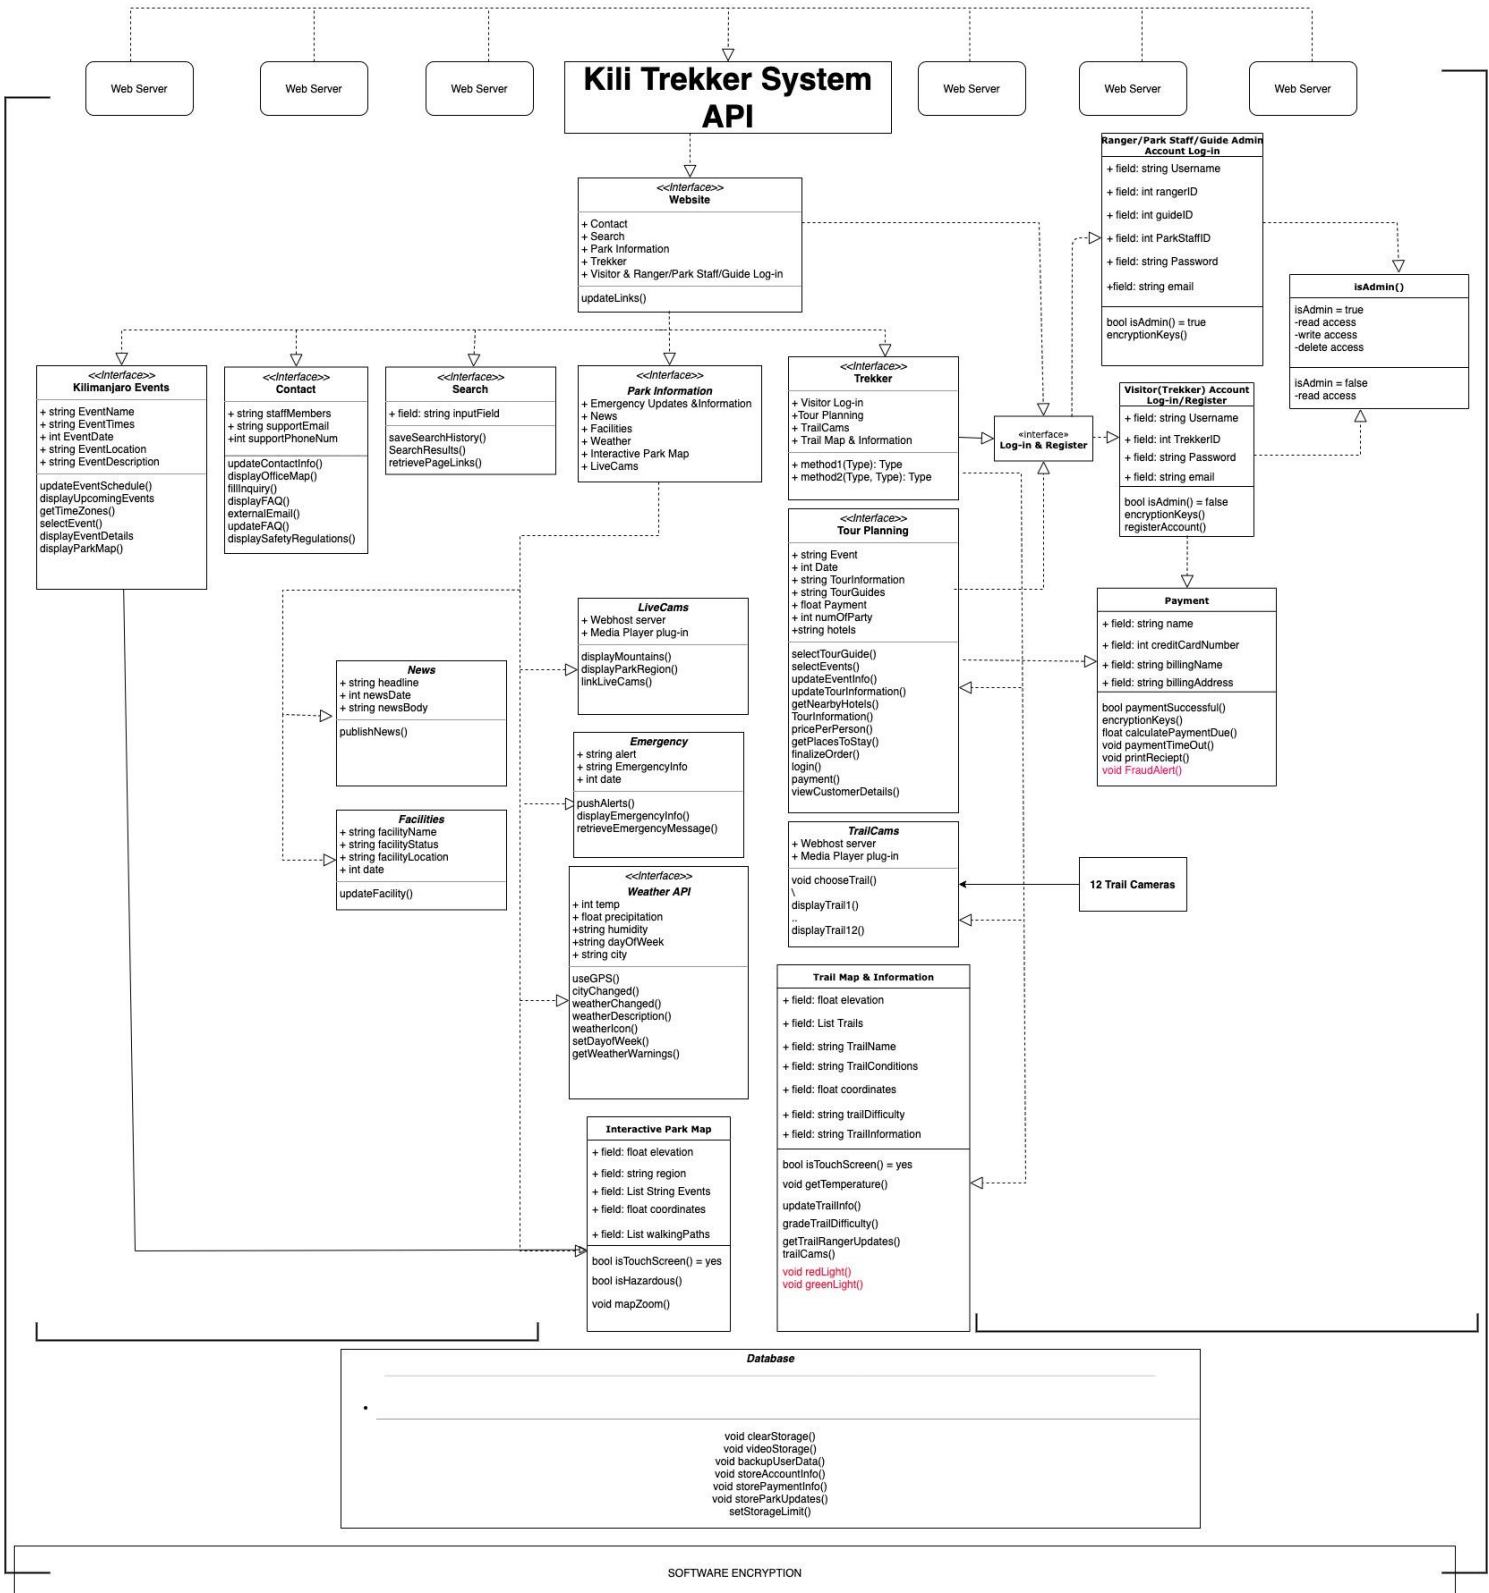 Web Server
Web Server
Web Server
Kili Trekker System
API
Web Server
Web Server
Web Server
<<Interface>>
Website
+ Contact
+ Search
+ Park Information
+ Trekker
+ Visitor & Ranger/Park Staff/Guide Log-in
updateLinks()
Ranger/Park Staff/Guide Admin
Account Log-in
+ field: string Username
+ field: int rangerID
+ field: int guideID
+ field: int ParkStaffID
+ field: string Password
+field: string email
bool isAdmin() = true
encryptionKeys()
isAdmin()
isAdmin = true
-read access
-write access
-delete access
isAdmin = false
-read access
<<Interface>>
Kilimanjaro Events
+ string EventName
+ string EventTimes
+ int EventDate
+ string EventLocation
+ string EventDescription
updateEventSchedule()
displayUpcomingEvents
getTimeZones()
selectEvent()
displayEventDetails
displayParkMap()
<<Interface>>
Contact
+ string staffMembers
+ string supportEmail
+int supportPhoneNum
updateContactInfo()
displayOfficeMap()
fillInquiry()
displayFAQ()
externalEmail()
updateFAQ()
displaySafetyRegulations()
<<Interface>>
Search
+ field: string inputField
saveSearchHistory()
SearchResults()
retrievePageLinks()
<<Interface>>
Park Information
+ Emergency Updates &Information
+ News
+ Facilities
+ Weather
+ Interactive Park Map
+ LiveCams
<<Interface>>
Trekker
+ Visitor Log-in
+Tour Planning
+ TrailCams
+ Trail Map & Information
+ method1(Type): Type
+ method2(Type, Type): Type
«interface»
Log-in & Register
Visitor(Trekker) Account
Log-in/Register
+ field: string Username
+ field: int TrekkerID
+ field: string Password
+ field: string email
bool isAdmin() = false
encryptionKeys()
registerAccount()
<<Interface>>
Tour Planning
+ string Event
+ int Date
+ string TourInformation
+ string TourGuides
+ float Payment
+ int numOfParty
+string hotels
selectTourGuide()
selectEvents()
updateEventInfo()
updateTourInformation()
getNearbyHotels()
TourInformation()
pricePerPerson()
getPlacesToStay()
finalizeOrder()
login()
payment()
viewCustomerDetails()
Payment
+ field: string name
+ field: int creditCardNumber
+ field: string billingName
+ field: string billingAddress
bool paymentSuccessful()
encryptionKeys()
float calculatePaymentDue()
void paymentTimeOut()
void printReciept()
void FraudAlert()
LiveCams
+ Webhost server
+ Media Player plug-in
displayMountains()
displayParkRegion()
linkLiveCams()
News
+ string headline
+ int newsDate
+ string newsBody
publishNews()
Emergency
+ string alert
+ string EmergencyInfo
+ int date
pushAlerts()
displayEmergencyInfo()
retrieveEmergencyMessage()
Facilities
+ string facilityName
+ string facilityStatus
+ string facilityLocation
+ int date
updateFacility()
TrailCams
+ Webhost server
+ Media Player plug-in
void chooseTrail()
\
displayTrail1()
..
displayTrail12()
12 Trail Cameras
<<Interface>>
Weather API
+ int temp
+ float precipitation
+string humidity
+string dayOfWeek
+ string city
useGPS()
cityChanged()
weatherChanged()
weatherDescription()
weatherIcon()
setDayofWeek()
getWeatherWarnings()
Trail Map & Information
+ field: float elevation
+ field: List Trails
+ field: string TrailName
+ field: string TrailConditions
+ field: float coordinates
+ field: string trailDifficulty
+ field: string TrailInformation
bool isTouchScreen() = yes
void getTemperature()
updateTrailInfo()
gradeTrailDifficulty()
getTrailRangerUpdates()
trailCams()
void redLight()
void greenLight()
Interactive Park Map
+ field: float elevation
+ field: string region
+ field: List String Events
+ field: float coordinates
+ field: List walkingPaths
bool isTouchScreen() = yes
bool isHazardous()
void mapZoom()
Database
•
void clearStorage()
void videoStorage()
void backupUserData()
void storeAccountInfo()
void storePaymentInfo()
void storeParkUpdates()
setStorageLimit()
SOFTWARE ENCRYPTION